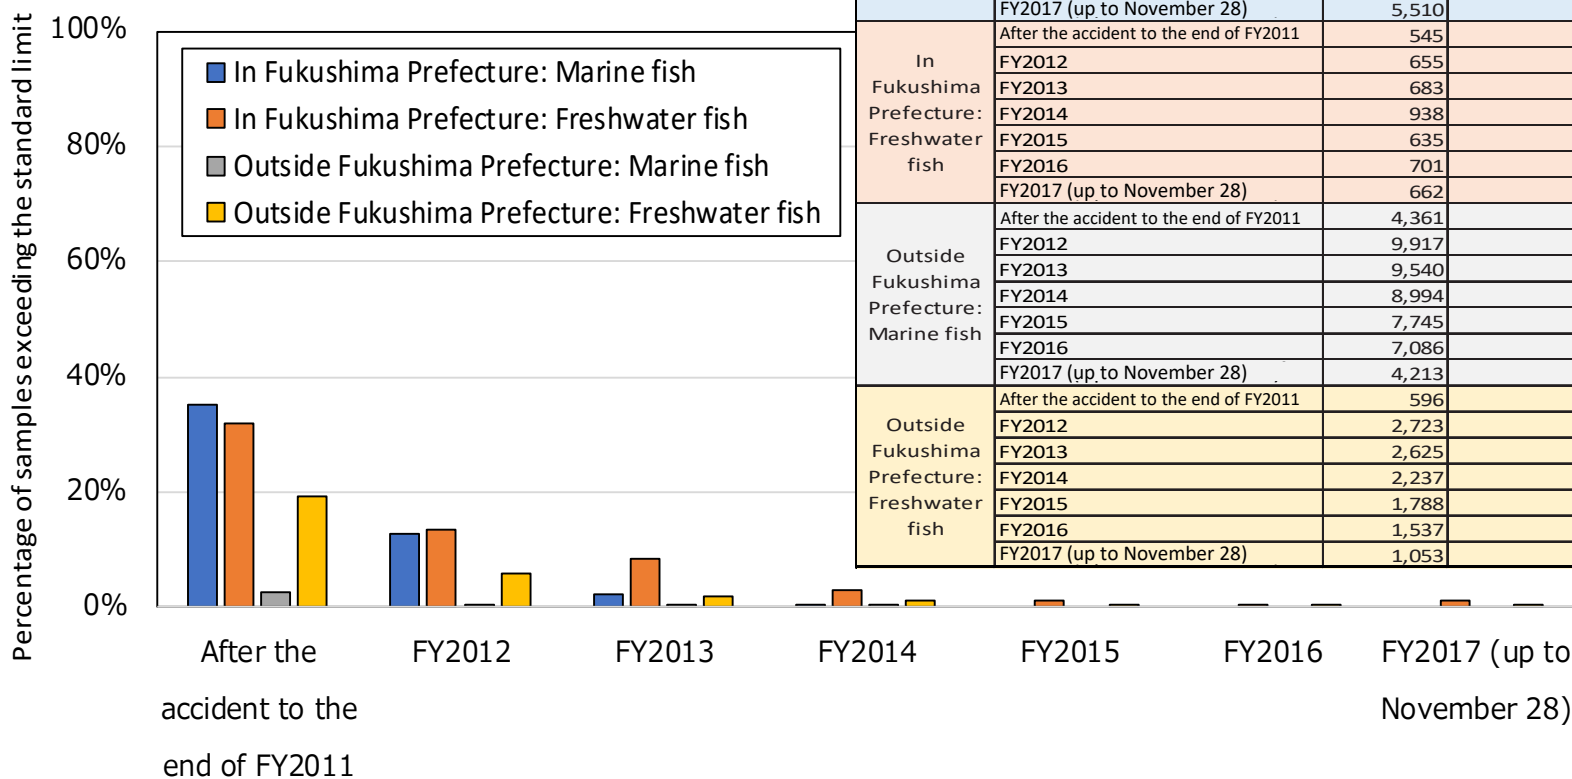 Percentage of samples exceeding the standard limit
100%
80%
60%
40%
20%
0%
In Fukushima Prefecture: Marine fish
In Fukushima Prefecture: Freshwater fish
Outside Fukushima Prefecture: Marine fish
Outside Fukushima Prefecture: Freshwater fish
FY2017 (up to November 28) 5,510
In
Fukushima
Prefecture:
Freshwater
fish
After the accident to the end of FY2011 545
FY2012 655
FY2013 683
FY2014 938
FY2015 635
FY2016 701
FY2017 (up to November 28) 662
Outside
Fukushima
Prefecture:
Marine fish
After the accident to the end of FY2011 4,361
FY2012 9,917
FY2013 9,540
FY2014 8,994
FY2015 7,745
FY2016 7,086
FY2017 (up to November 28) 4,213
Outside
Fukushima
Prefecture:
Freshwater
fish
After the accident to the end of FY2011 596
FY2012 2,723
FY2013 2,625
FY2014 2,237
FY2015 1,788
FY2016 1,537
FY2017 (up to November 28) 1,053
After the
accident to the
end of FY2011
FY2012
FY2013
FY2014
FY2015
FY2016
FY2017 (up to
November 28)